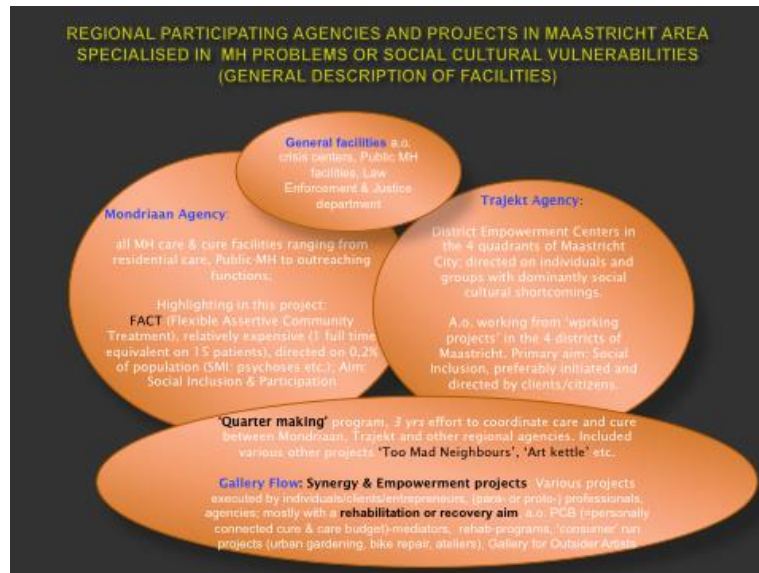 REGIONAL PARTICIPATING AGENCIES AND PROJECTS IN MAASTRICHT AREA
SPECIALISED IN MH PROBLEMS OR SOCIAL CULTURAL VULNERABILITIES
(GENERAL DESCRIPTION OF FACILITIES)
General facilities a.o.
crisis centers, Public MH
facilities, Law
Enforcement & Justice
department
Mondriaan Agency:
all MH care & cure facilities ranging from
residential care, Public-MH to outreaching
functions.
Highlighting in this project:
FACT (Flexible Assertive Community
Treatment), relatively expensive (1 full time
equivalent on 15 patients), directed on 0,2%
of population (SMI: psychoses etc.); Aim:
Social Inclusion & Participation
Trajekt Agency:
District Empowerment Centers in
the 4 quadrants of Maastricht
City; directed on individuals and
groups with dominantly social
cultural shortcomings.
A.o. working from 'working
projects' in the 4 districts of
Maastricht. Primary aim: Social
Inclusion, preferably initiated and
directed by clients/citizens.
'Quarter making' program, 3 yrs effort to coordinate care and cure
between Mondriaan, Trajekt and other regional agencies. Included
various other projects 'Too Mad Neighbours', 'Art kettle' etc.
Gallery Flow: Synergy & Empowerment projects Various projects
executed by individuals/clients/entrepreneurs, (para- or proto-) professionals,
agencies; mostly with a rehabilitation or recovery aim a.o. PCB (=personally
connected cure & care budget)-mediators, rehab-programs, 'consumer' run
projects (urban gardening, bike repair, ateliers), Gallery for Outsider Artists